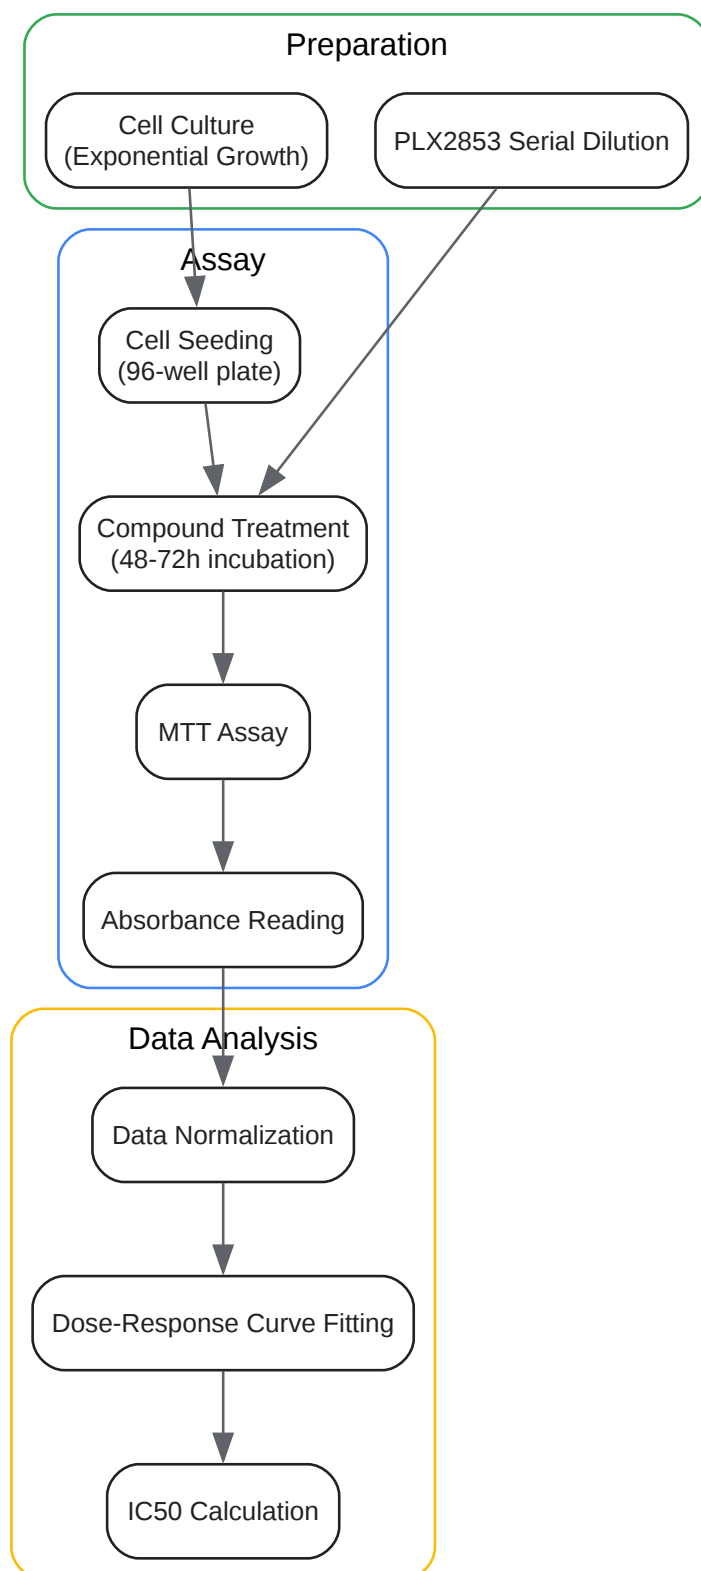 Preparation
Cell Culture
(Exponential Growth)
PLX2853 Serial Dilution
Assay
Cell Seeding
(96-well plate)
Compound Treatment
(48-72h incubation)
MTT Assay
Absorbance Reading
Data Analysis
Data Normalization
Dose-Response Curve Fitting
IC50 Calculation